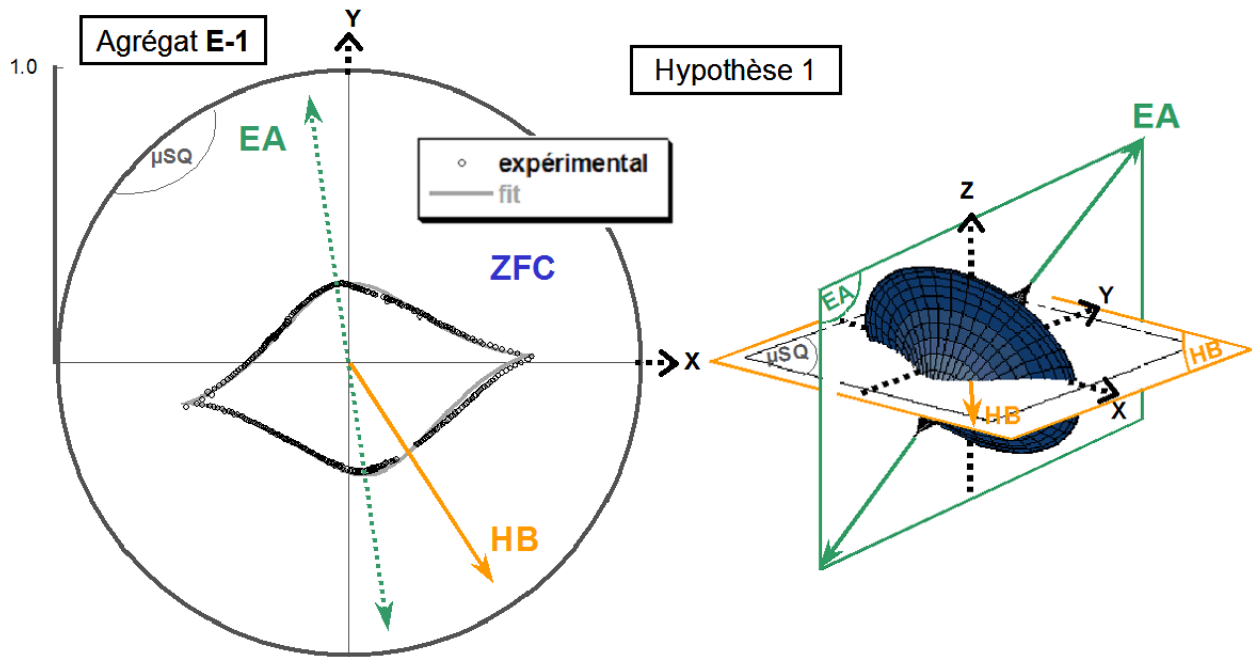 Agrégat E-1
Y
1.0
µSQ
EA
expérimental
fit
ZFC
X
HB
Hypothèse 1
EA
Z
EA
Y
µSQ
HB
HB
X